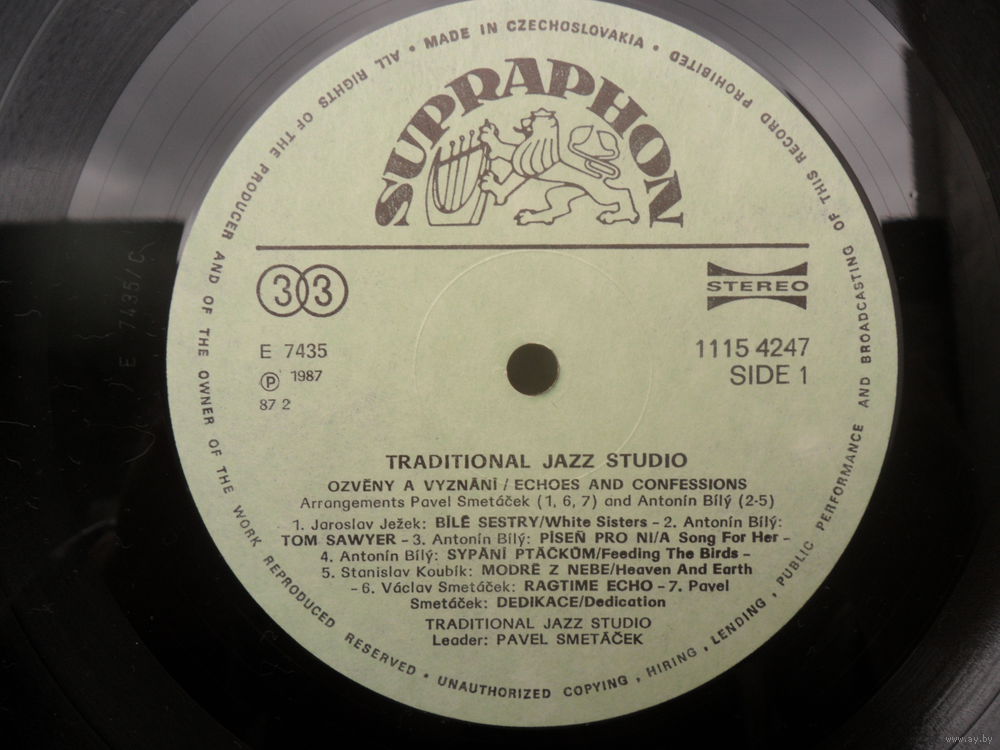 ALL RIGHTS OF THE PRODUCER AND OF THE OWNER OF THE WORK REPRODUCED RESERVED • UNAUTHORIZED COPYING, HIRING, LENDING, PUBLIC PERFORMANCE AND BROADCASTING OF THIS RECORD PROHIBITED • MADE IN CZECHOSLOVAKIA •
SUPRAPHON
33
STEREO
E 7435
Ⓟ 1987
87 2
1115 4247
SIDE 1
TRADITIONAL JAZZ STUDIO
OZVĚNY A VYZNÁNÍ / ECHOES AND CONFESSIONS
Arrangements Pavel Smetáček (1, 6, 7) and Antonín Bílý (2-5)
1. Jaroslav Ježek: BÍLÉ SESTRY/White Sisters – 2. Antonín Bílý:
TOM SAWYER – 3. Antonín Bílý: PÍSEŇ PRO NI/A Song For Her –
4. Antonín Bílý: SYPÁNÍ PTÁČKŮM/Feeding The Birds –
5. Stanislav Koubík: MODRÉ Z NEBE/Heaven And Earth
– 6. Václav Smetáček: RAGTIME ECHO – 7. Pavel
Smetáček: DEDIKACE/Dedication
TRADITIONAL JAZZ STUDIO
Leader: PAVEL SMETÁČEK
E 7435/C
www.ay.by